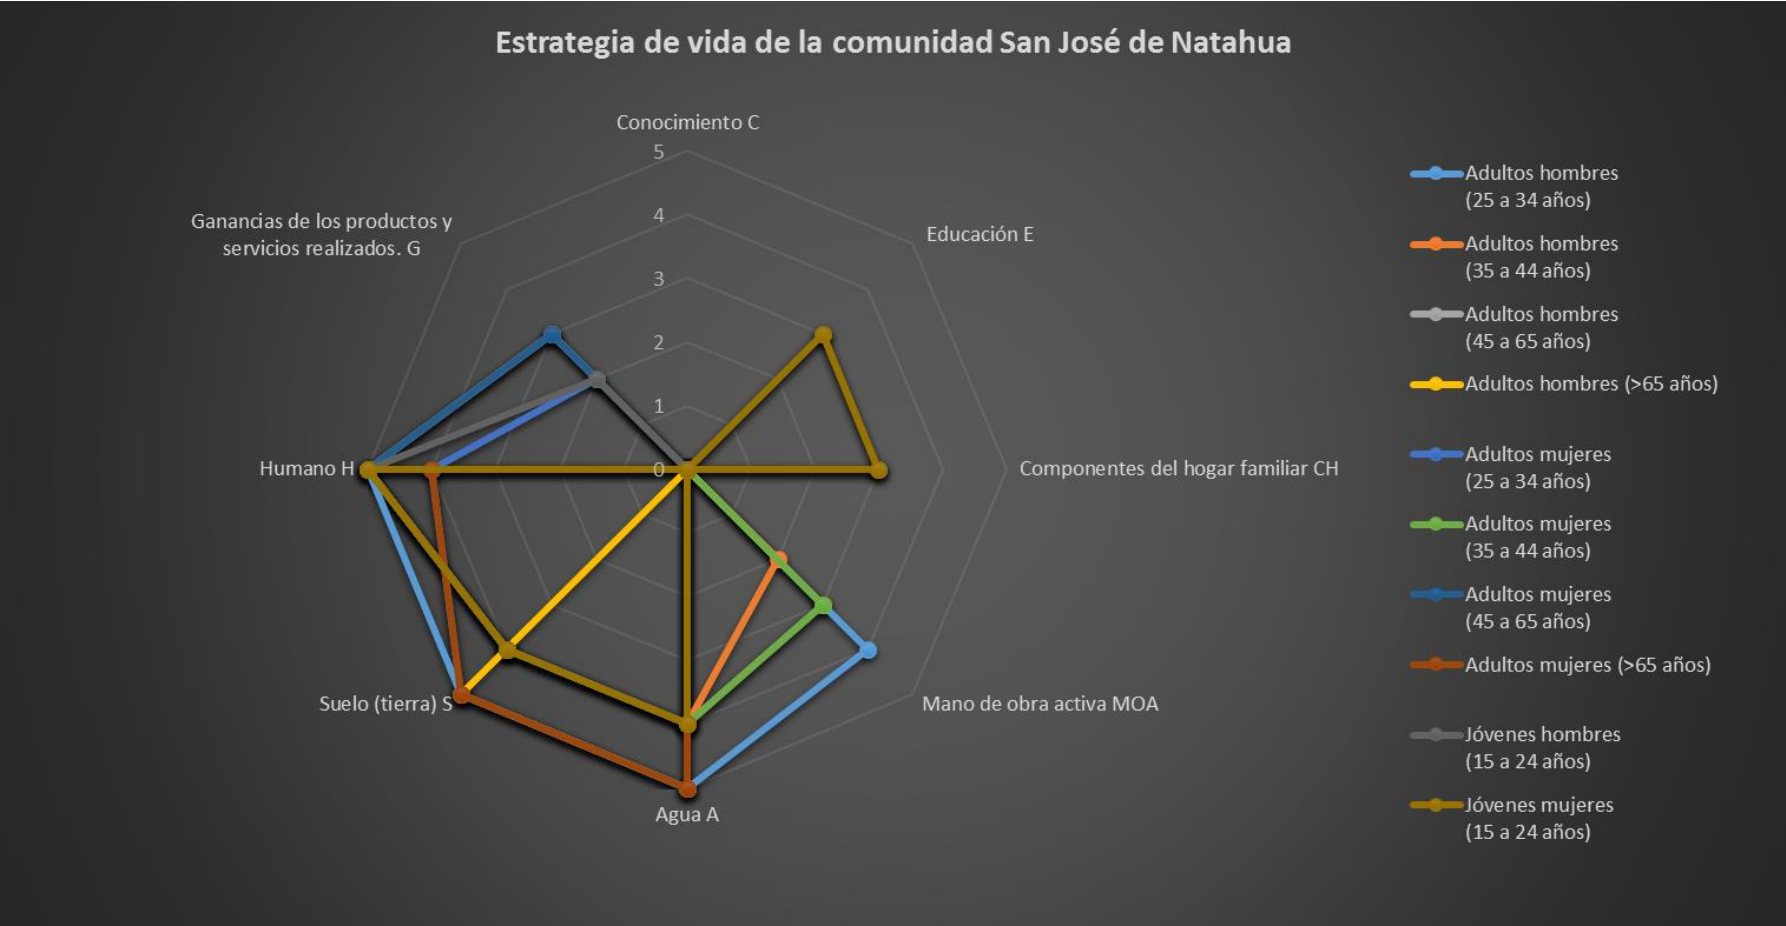 Estrategia de vida de la comunidad San José de Natahua
Conocimiento C
5
4
3
2
1
0
Educación E
Componentes del hogar familiar CH
Mano de obra activa MOA
Agua A
Suelo (tierra) S
Humano H
Ganancias de los productos y
servicios realizados. G
Adultos hombres
(25 a 34 años)
Adultos hombres
(35 a 44 años)
Adultos hombres
(45 a 65 años)
Adultos hombres (>65 años)
Adultos mujeres
(25 a 34 años)
Adultos mujeres
(35 a 44 años)
Adultos mujeres
(45 a 65 años)
Adultos mujeres (>65 años)
Jóvenes hombres
(15 a 24 años)
Jóvenes mujeres
(15 a 24 años)